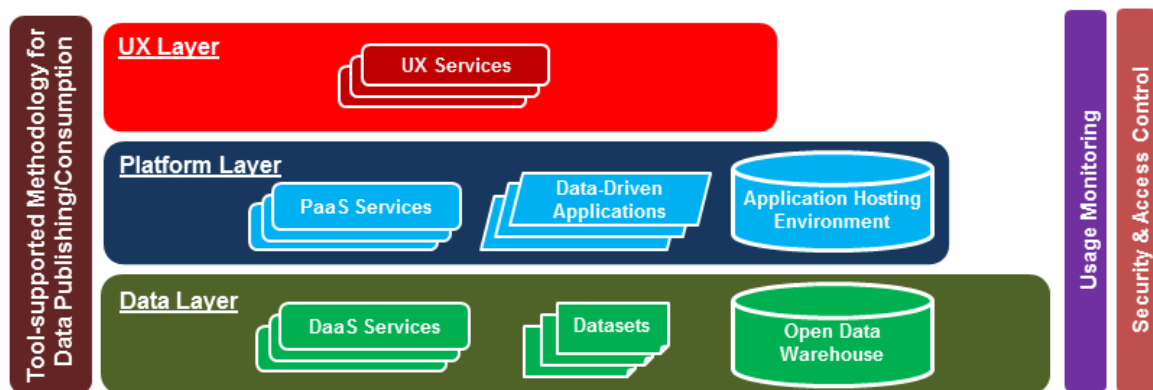 Tool-supported Methodology for
Data Publishing/Consumption
UX Layer
UX Services
Platform Layer
PaaS Services
Data-Driven
Applications
Application Hosting
Environment
Data Layer
DaaS Services
Datasets
Open Data
Warehouse
Usage Monitoring
Security & Access Control